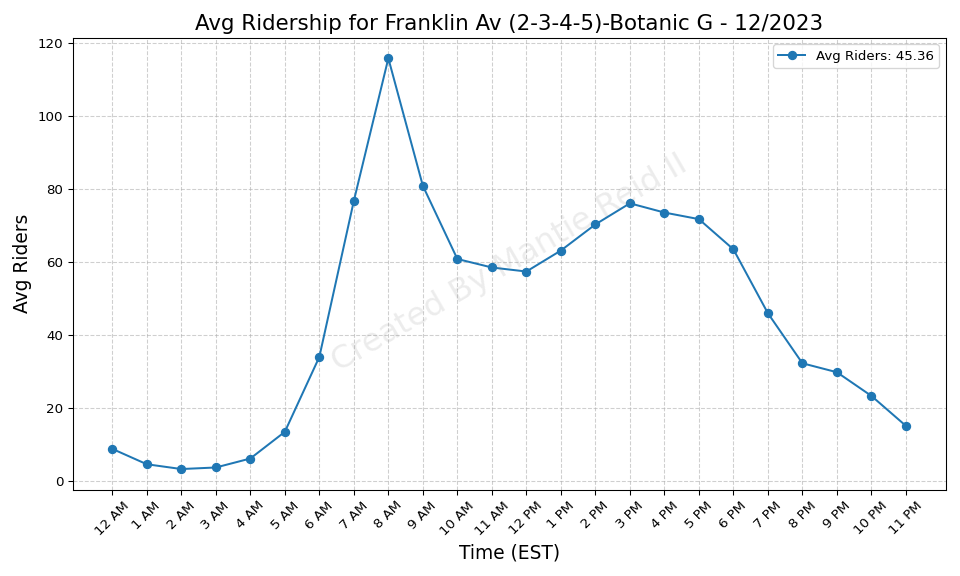 Avg Ridership for Franklin Av (2-3-4-5)-Botanic G - 12/2023
Avg Riders: 45.36
120
100
80
60
40
20
0
Avg Riders
Created By Mantie Reid II
12 AM
1 AM
2 AM
3 AM
4 AM
5 AM
6 AM
7 AM
8 AM
9 AM
10 AM
11 AM
12 PM
1 PM
2 PM
3 PM
4 PM
5 PM
6 PM
7 PM
8 PM
9 PM
10 PM
11 PM
Time (EST)